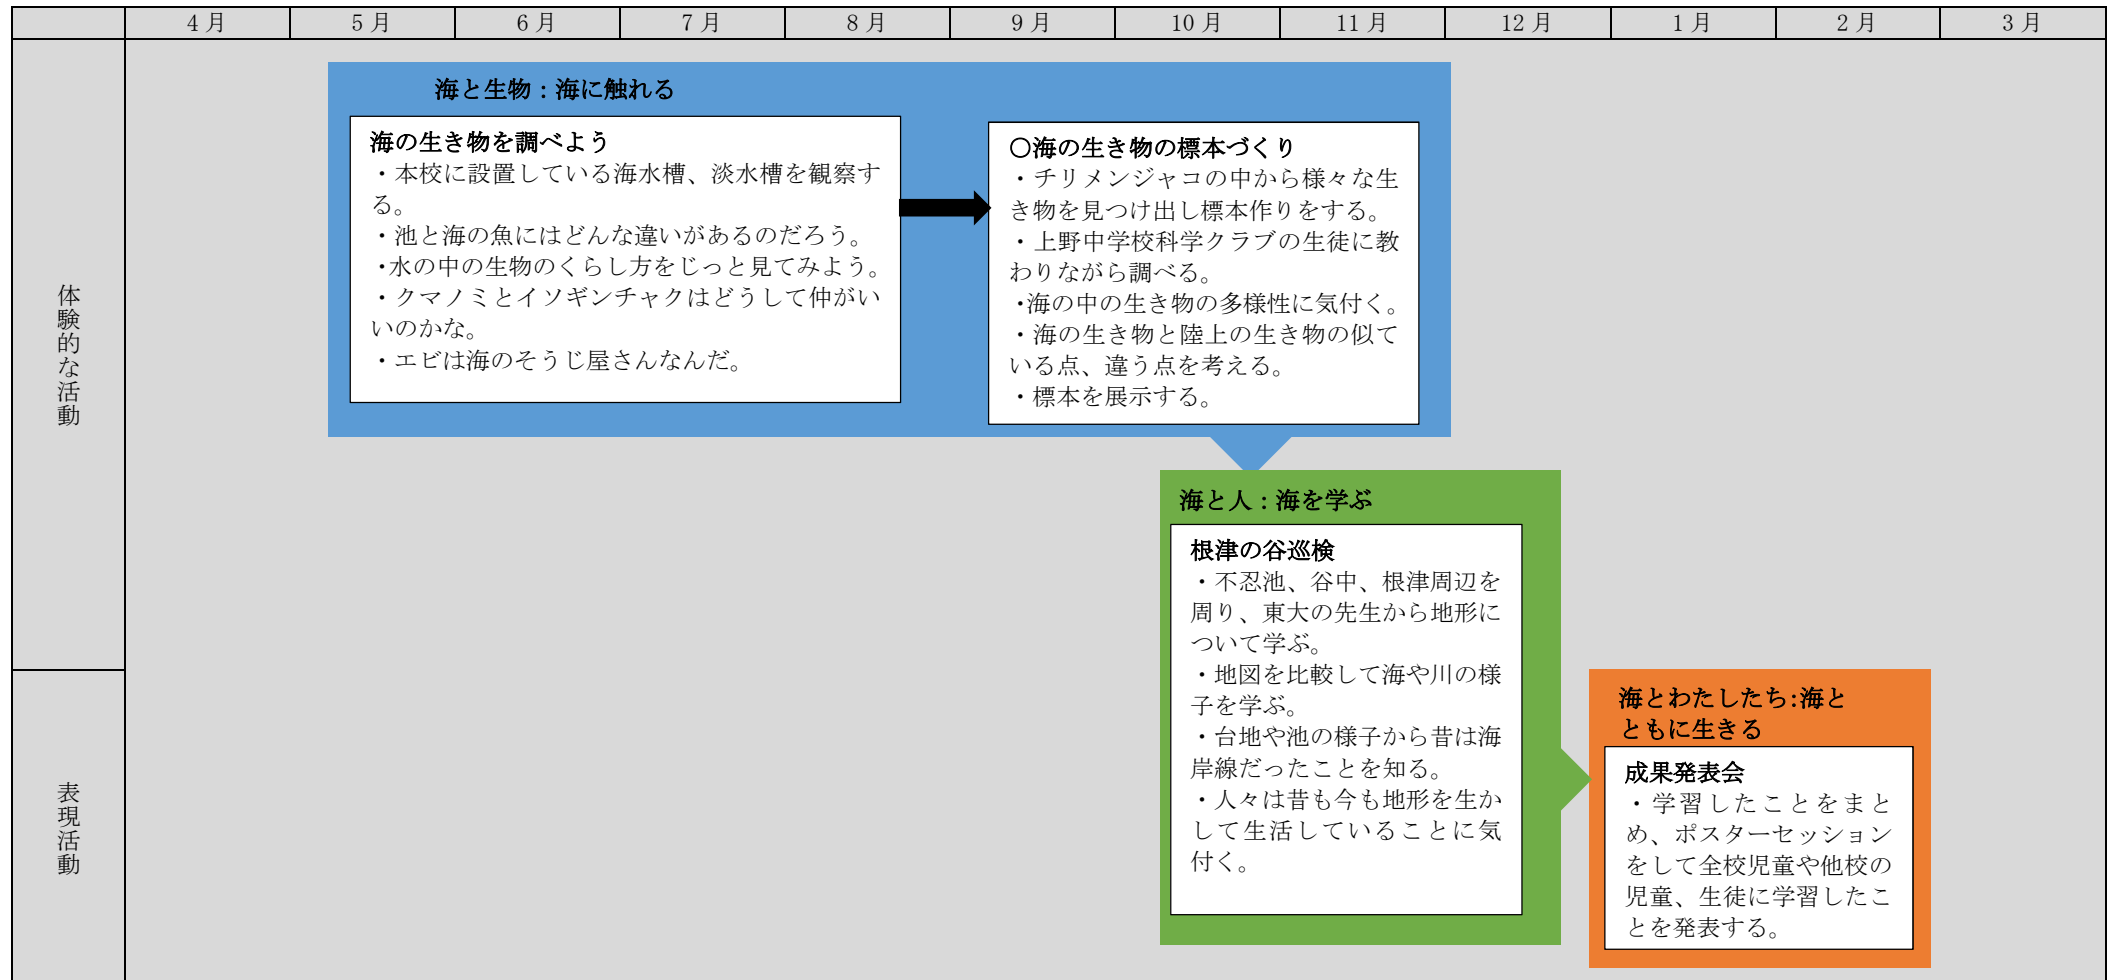 4月 5月 6月 7月 8月 9月 10月 11月 12月 1月 2月 3月
体験的な活動
海と生物：海に触れる
海の生き物を調べよう
・本校に設置している海水槽、淡水槽を観察す
る。
・池と海の魚にはどんな違いがあるのだろう。
・水の中の生物のくらし方をじっと見てみよう。
・クマノミとイソギンチャクはどうして仲がい
いのかな。
・エビは海のそうじ屋さんなんだ。
〇海の生き物の標本づくり
・チリメンジャコの中から様々な生
き物を見つけ出し標本作りをする。
・上野中学校科学クラブの生徒に教
わりながら調べる。
・海の中の生き物の多様性に気付く。
・海の生き物と陸上の生き物の似て
いる点、違う点を考える。
・標本を展示する。
海と人：海を学ぶ
根津の谷巡検
・不忍池、谷中、根津周辺を
周り、東大の先生から地形に
ついて学ぶ。
・地図を比較して海や川の様
子を学ぶ。
・台地や池の様子から昔は海
岸線だったことを知る。
・人々は昔も今も地形を生か
して生活していることに気
付く。
表現活動
海とわたしたち:海と
ともに生きる
成果発表会
・学習したことをまと
め、ポスターセッション
をして全校児童や他校の
児童、生徒に学習したこ
とを発表する。